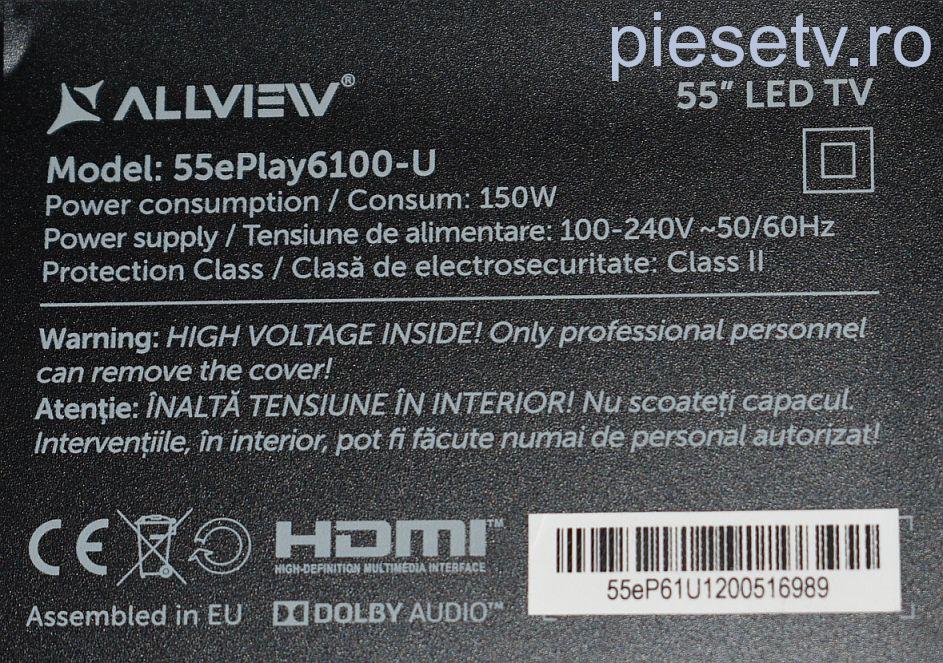 piesetv.ro
ALLVIEW®
55” LED TV
Model: 55ePlay6100-U
Power consumption / Consum: 150W
Power supply / Tensiune de alimentare: 100-240V ~50/60Hz
Protection Class / Clasă de electrosecuritate: Class II
Warning: HIGH VOLTAGE INSIDE! Only professional personnel
can remove the cover!
Atenție: ÎNALTĂ TENSIUNE ÎN INTERIOR! Nu scoateți capacul.
Intervențiile, în interior, pot fi făcute numai de personal autorizat!
CE
HDMI™
HIGH-DEFINITION MULTIMEDIA INTERFACE
55eP61U1200516989
Assembled in EU
DOLBY AUDIO™